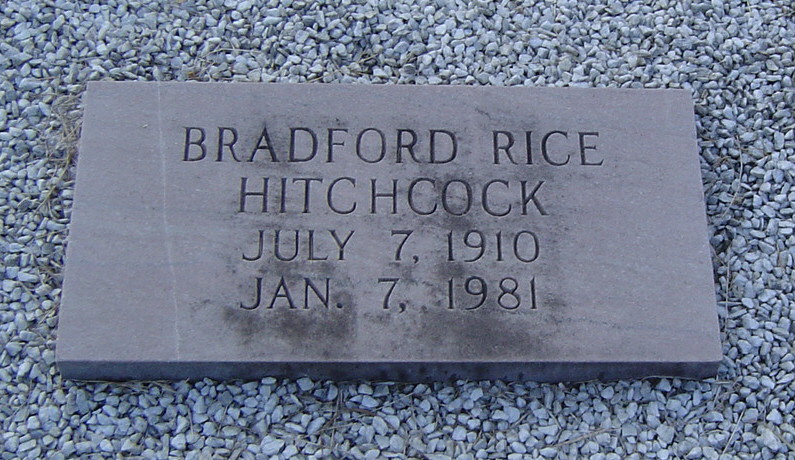 BRADFORD RICE
HITCHCOCK
JULY 7, 1910
JAN. 7, 1981